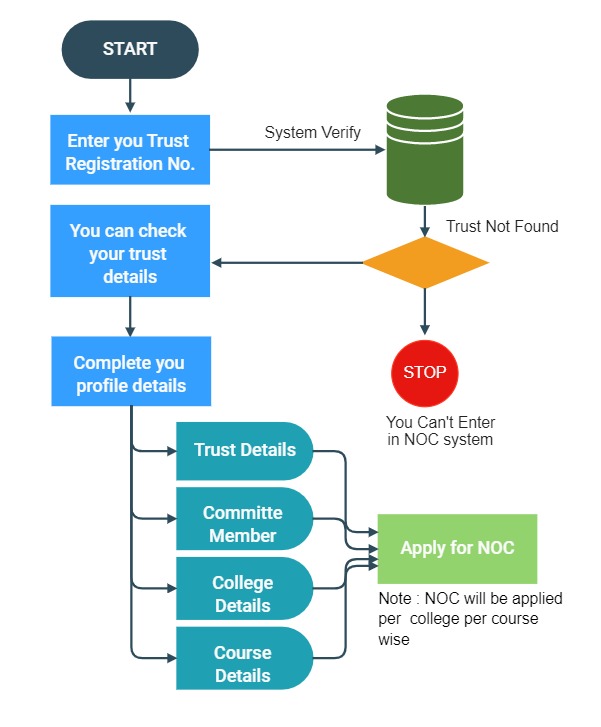 START
Enter you Trust
Registration No.
System Verify
Trust Not Found
You can check
your trust
details
Complete you
profile details
STOP
You Can't Enter
in NOC system
Trust Details
Committe
Member
College
Details
Course
Details
Apply for NOC
Note : NOC will be applied
per college per course
wise